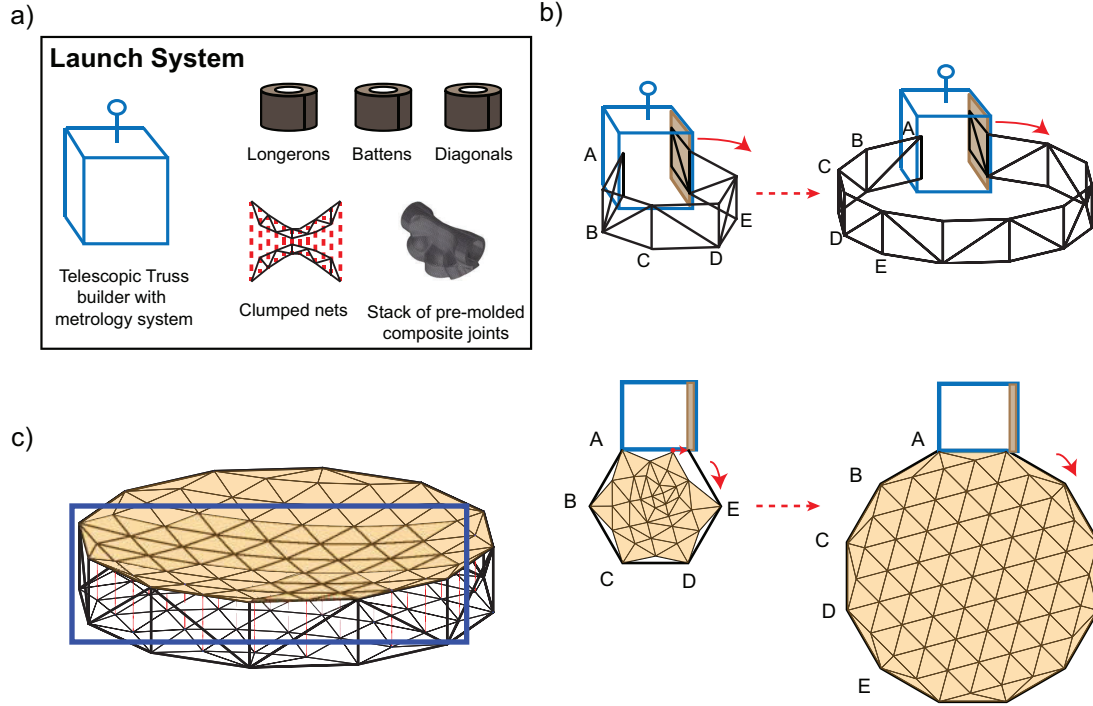 a)
Launch System
Longerons
Battens
Diagonals
Telescopic Truss
builder with
metrology system
Clumped nets
Stack of pre-molded
composite joints
b)
A
B
C
D
E
A
B
C
D
E
A
B
C
D
E
A
B
C
D
E
c)